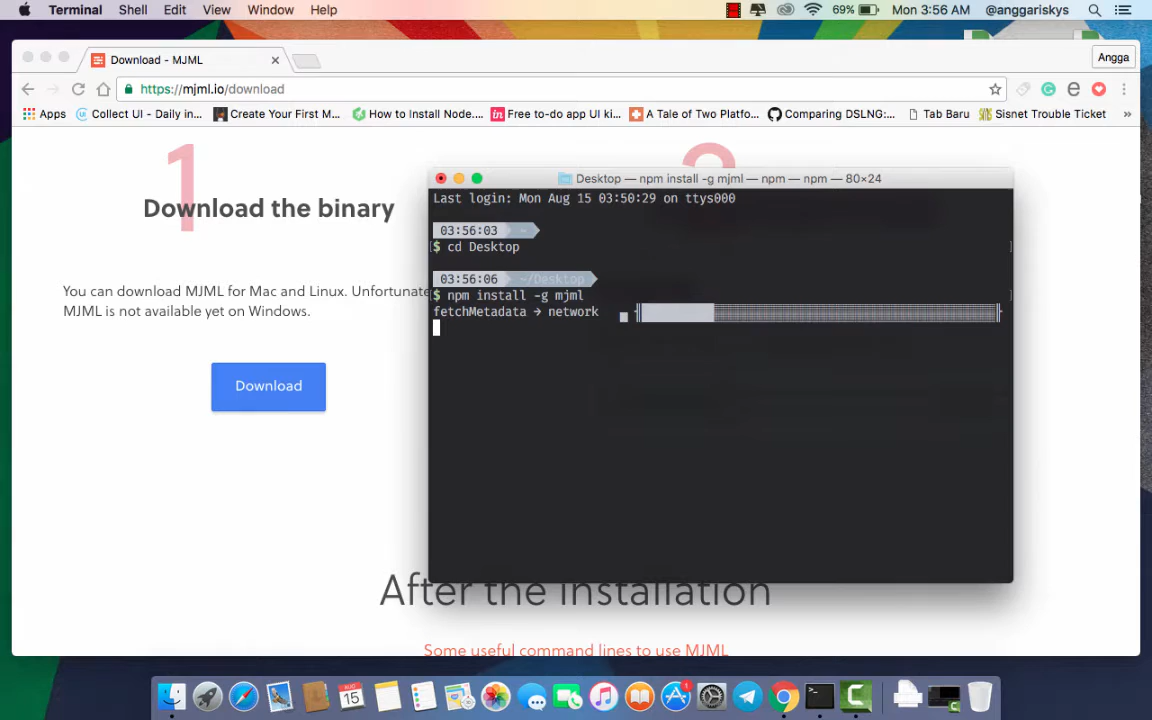 Terminal Shell Edit View Window Help 69% Mon 3:56 AM @anggariskys
Download - MJML
Angga
https://mjml.io/download
Apps Collect UI - Daily in... Create Your First M... How to Install Node.... Free to-do app UI ki... A Tale of Two Platfo... Comparing DSLNG:... Tab Baru Sisnet Trouble Ticket »
1
Download the binary
You can download MJML for Mac and Linux. Unfortunate
MJML is not available yet on Windows.
Download
Desktop — npm install -g mjml — npm — npm — 80×24
Last login: Mon Aug 15 03:50:29 on ttys000
03:56:03 ~
$ cd Desktop
03:56:06 ~/Desktop
$ npm install -g mjml
fetchMetadata → network
After the installation
Some useful command lines to use MJML
AUG
15
1